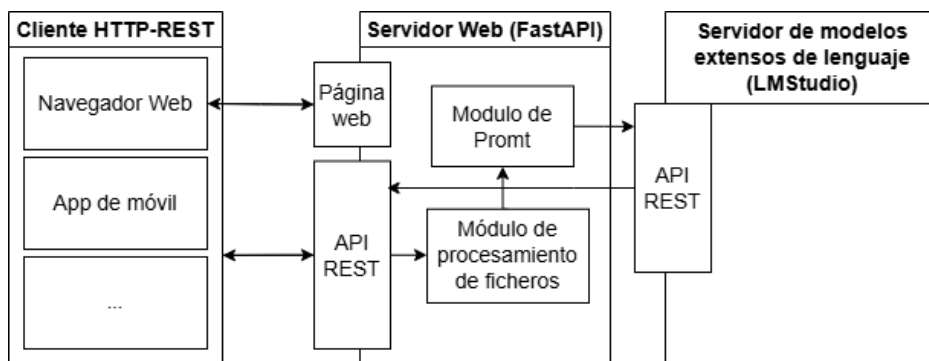 Cliente HTTP-REST
Navegador Web
App de móvil
...
Servidor Web (FastAPI)
Página
web
API
REST
Modulo de
Promt
Módulo de
procesamiento
de ficheros
Servidor de modelos
extensos de lenguaje
(LMStudio)
API
REST